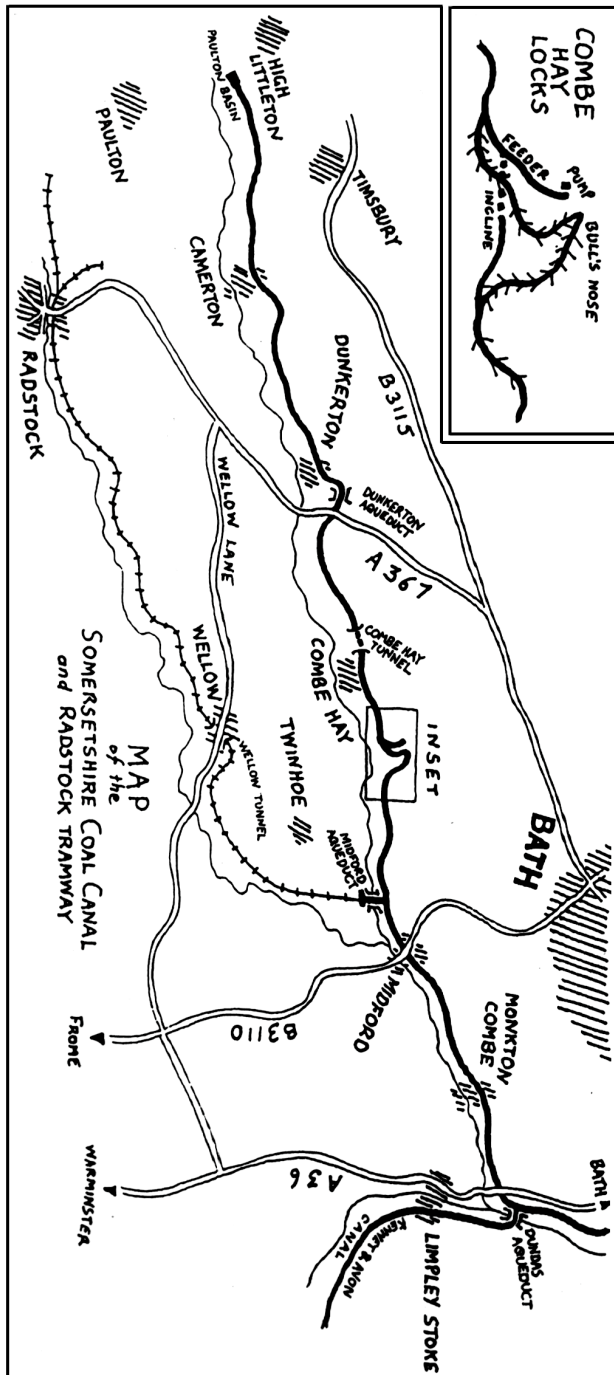 COMBE
HAY
LOCKS
FEEDER
PUMP
INCLINE
BULL'S NOSE
HIGH
LITTLETON
PAULTON BASIN
PAULTON
TIMSBURY
CAMERTON
RADSTOCK
B3115
DUNKERTON
DUNKERTON
AQUEDUCT
A367
WELLOW LANE
COMBE HAY
TUNNEL
COMBE HAY
WELLOW
WELLOW TUNNEL
TWINHOE
INSET
BATH
MIDFORD
AQUEDUCT
MIDFORD
MONKTON
COMBE
B3110
FROME
WARMINSTER
A36
BATH
DUNDAS
AQUEDUCT
LIMPLEY STOKE
KENNET & AVON
CANAL
MAP
of the
SOMERSETSHIRE COAL CANAL
and RADSTOCK TRAMWAY